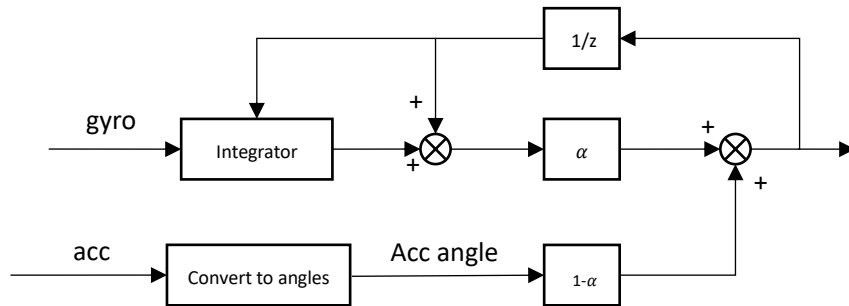 1/z
+
gyro
Integrator
+
α
+
+
acc
Convert to angles
Acc angle
1-α